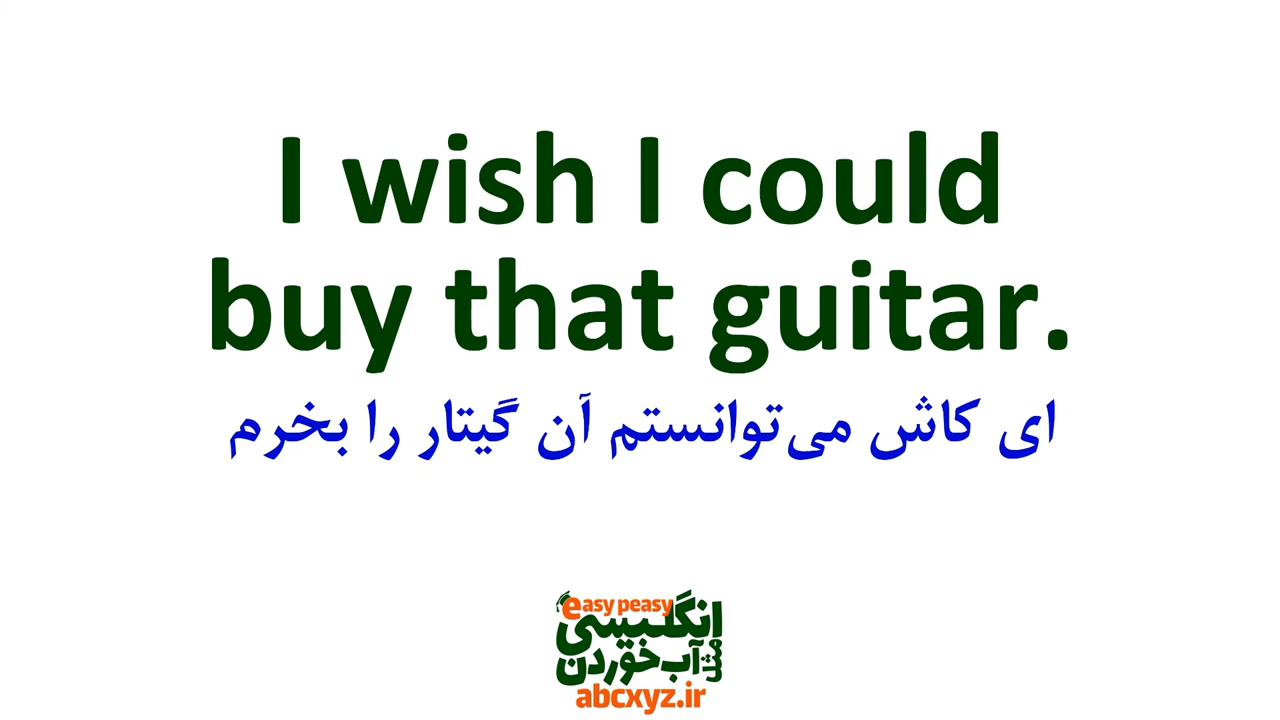 I wish I could
buy that guitar.
ای کاش می‌توانستم آن گیتار را بخرم
easy peasy
انگلیسی
مثل آب خوردن
abcxyz.ir